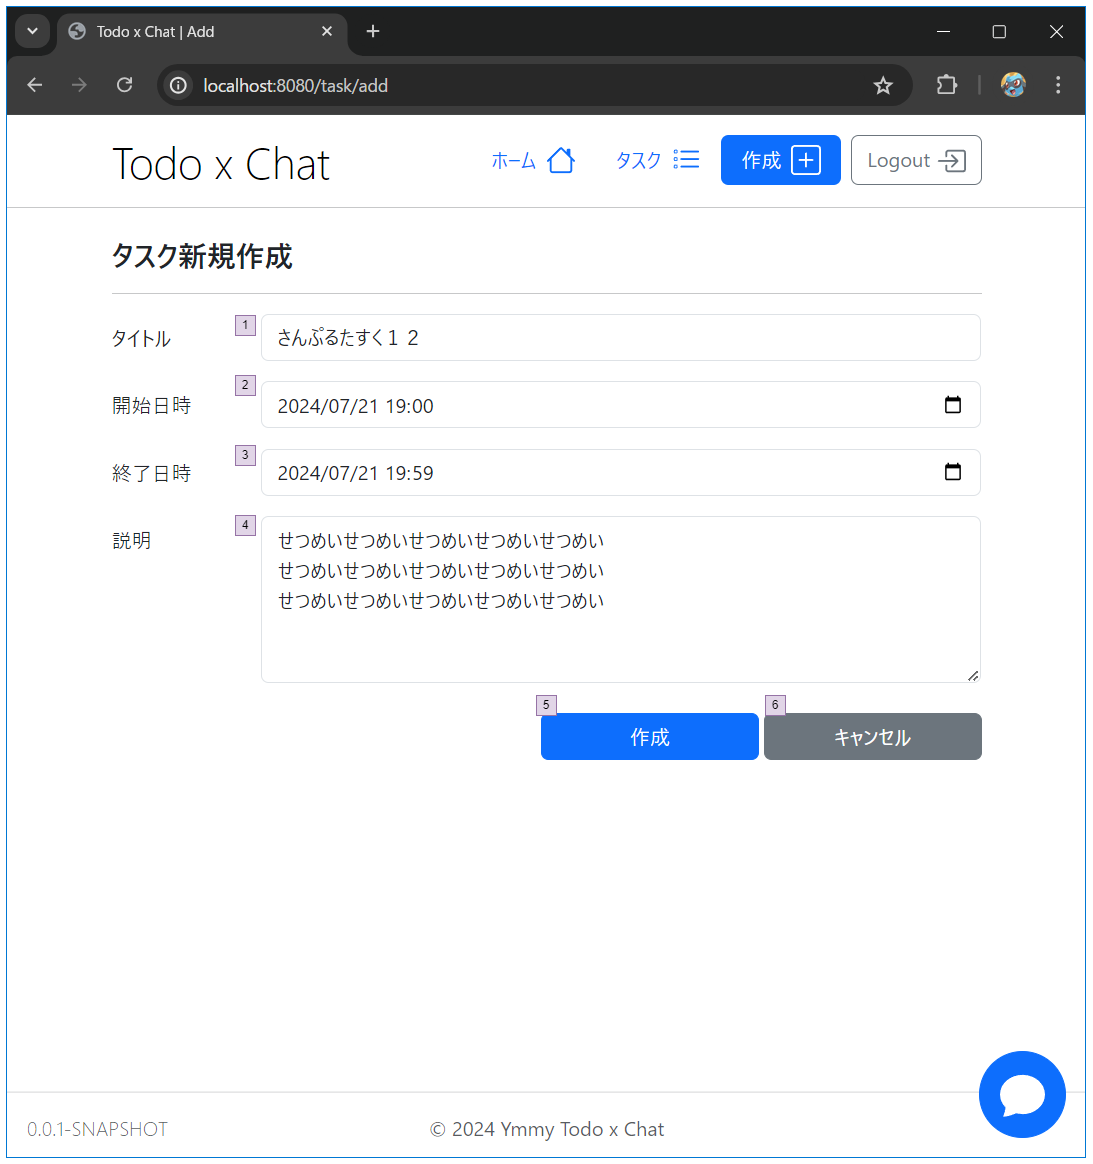 Todo x Chat | Add
localhost:8080/task/add
Todo x Chat
ホーム
タスク
作成
Logout
タスク新規作成
タイトル
1
さんぷるたすく１２
開始日時
2
2024/07/21 19:00
終了日時
3
2024/07/21 19:59
説明
4
せつめいせつめいせつめいせつめいせつめい
せつめいせつめいせつめいせつめいせつめい
せつめいせつめいせつめいせつめいせつめい
5
作成
6
キャンセル
0.0.1-SNAPSHOT
© 2024 Ymmy Todo x Chat